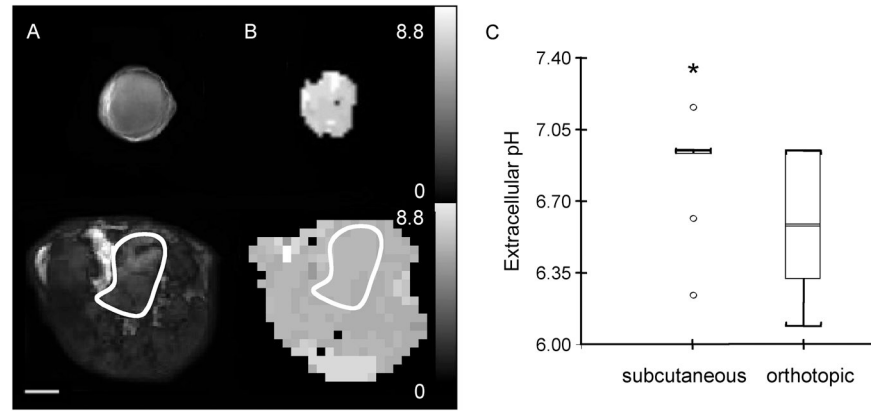 A
B
8.8
0
8.8
0
C
Extracellular pH
7.40
7.05
6.70
6.35
6.00
*
subcutaneous
orthotopic